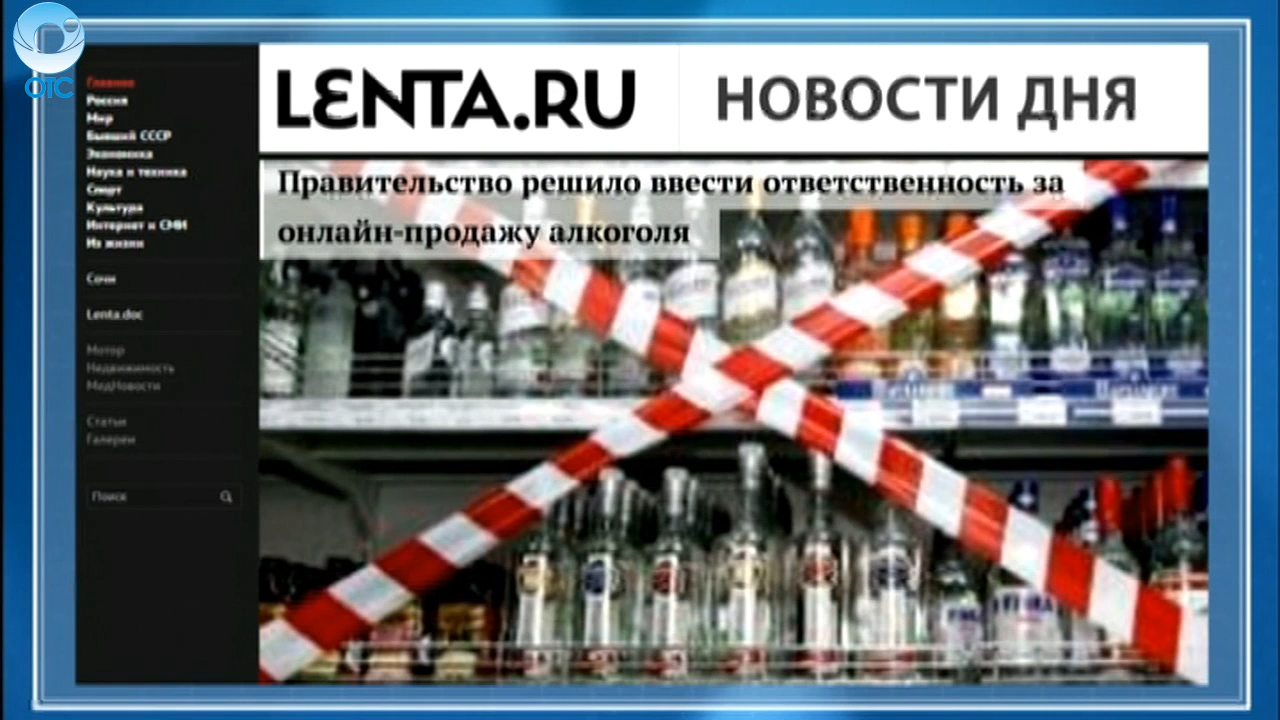 ОТС
LENTA.RU
НОВОСТИ ДНЯ
Правительство решило ввести ответственность за
онлайн-продажу алкоголя
Главное
Россия
Мир
Бывший СССР
Экономика
Наука и техника
Спорт
Культура
Интернет и СМИ
Из жизни
Сочи
Lenta.doc
Мотор
Недвижимость
МедНовости
Статьи
Галереи
Поиск